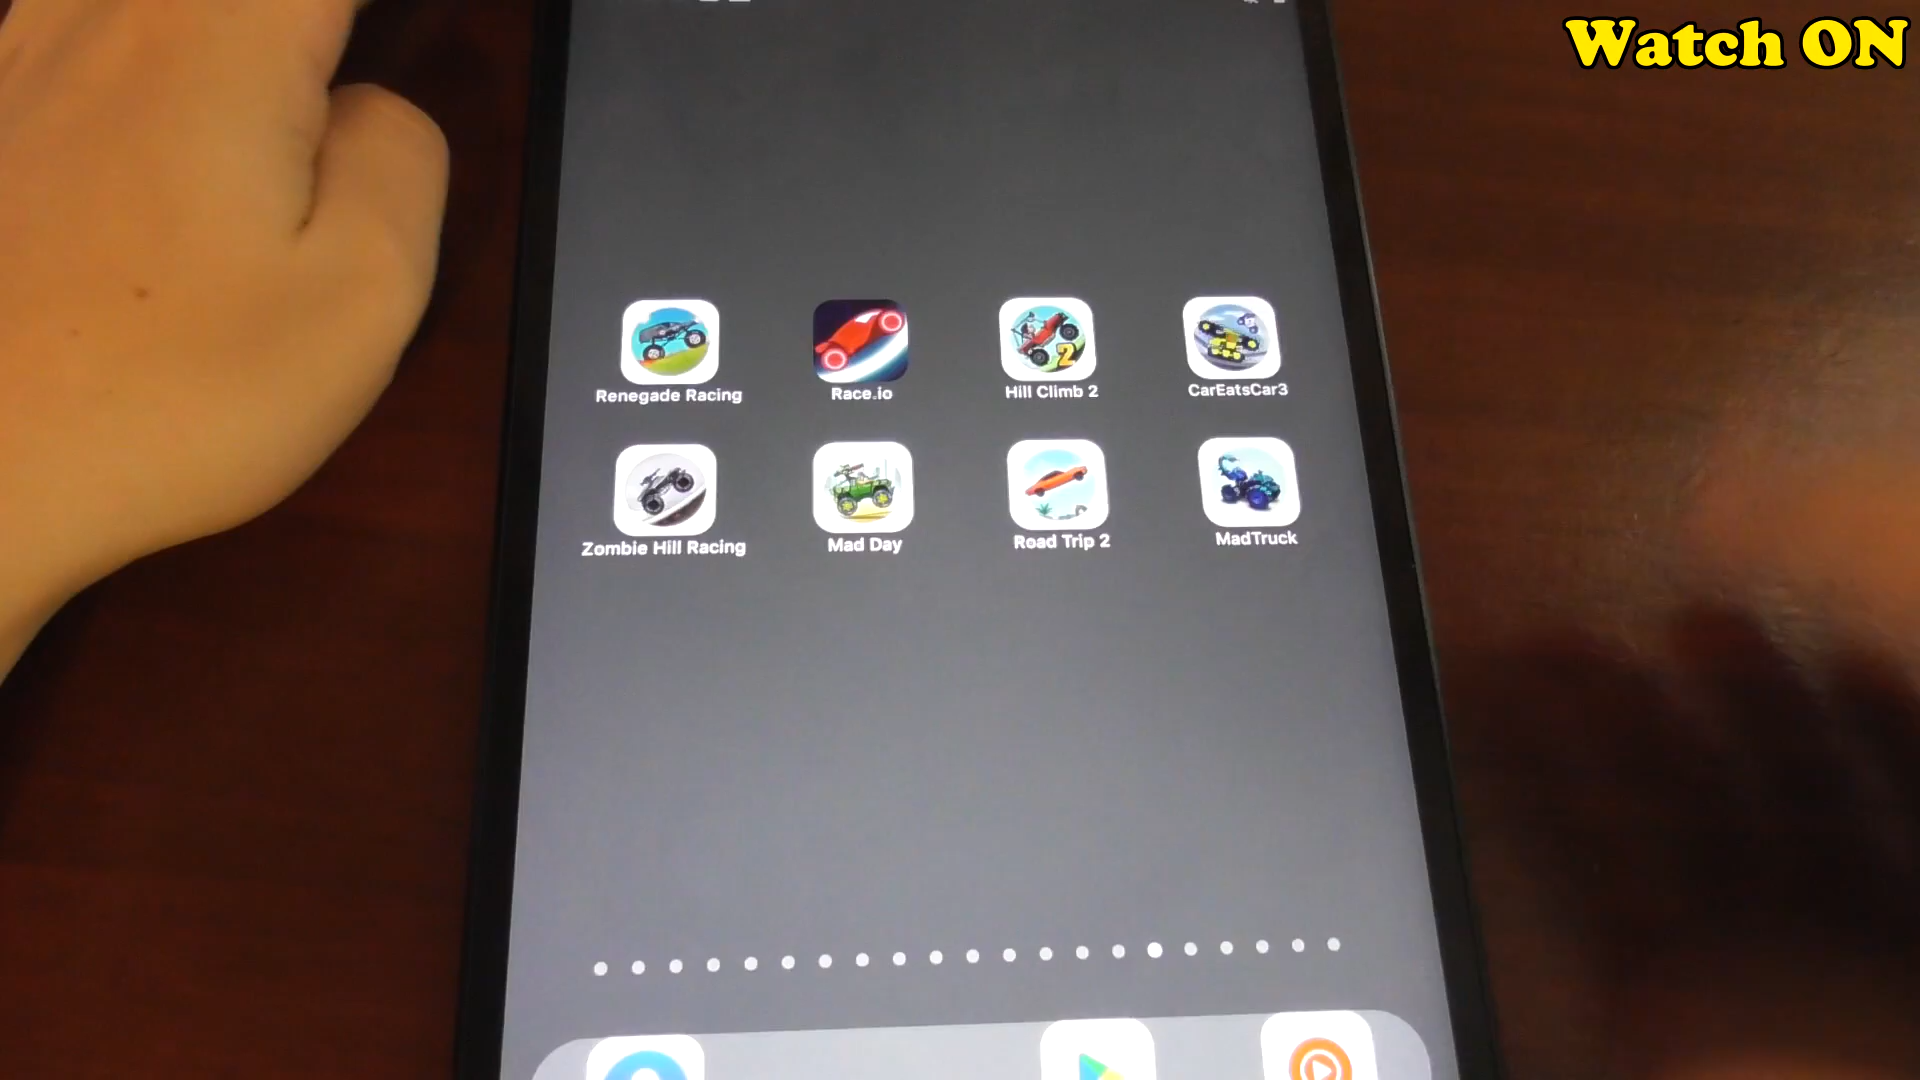 Watch ON
Renegade Racing
Race.io
Hill Climb 2
CarEatsCar3
2
Zombie Hill Racing
Mad Day
Road Trip 2
MadTruck